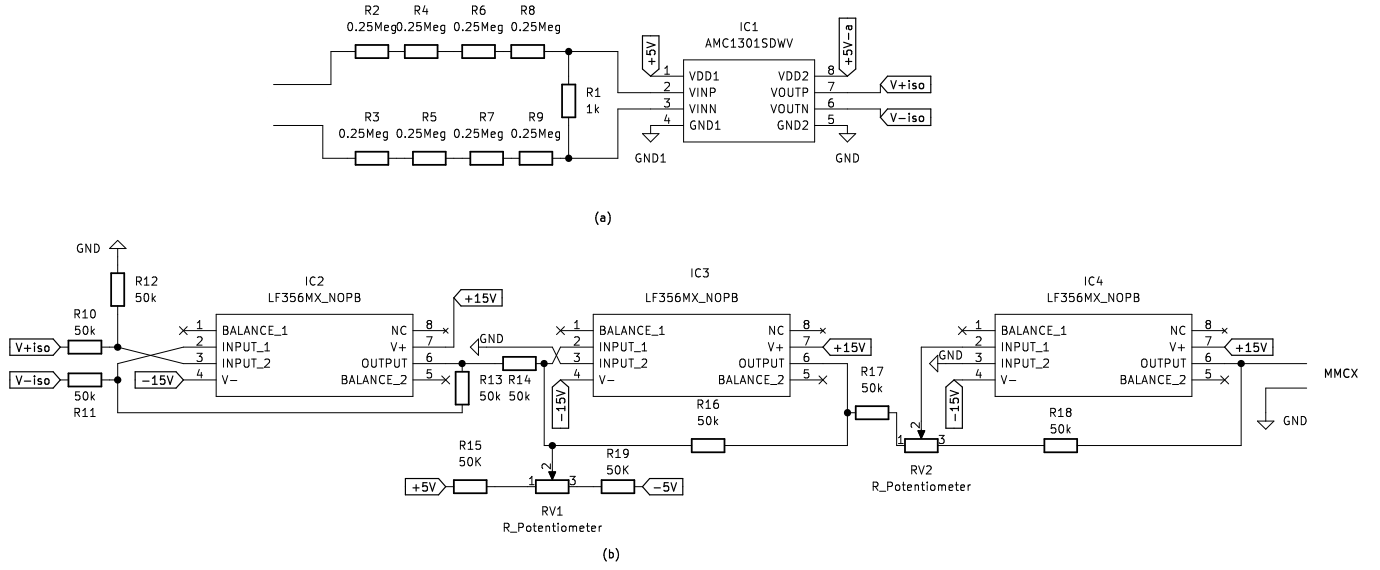 R2 R4 R6 R8
0.25Meg 0.25Meg 0.25Meg 0.25Meg
R1
1k
R3 R5 R7 R9
0.25Meg 0.25Meg 0.25Meg 0.25Meg
IC1
AMC1301SDWV
+5V
+5V-a
1 VDD1 VDD2 8
2 VINP VOUTP 7
3 VINN VOUTN 6
4 GND1 GND2 5
V+iso
V-iso
GND1
GND
(a)
GND
R12
50k
R10
50k
V+iso
V-iso
50k
R11
-15V
IC2
LF356MX_NOPB
1 BALANCE_1 NC 8
2 INPUT_1 V+ 7
3 INPUT_2 OUTPUT 6
4 V- BALANCE_2 5
+15V
GND
R13 R14
50k 50k
-15V
IC3
LF356MX_NOPB
1 BALANCE_1 NC 8
2 INPUT_1 V+ 7
3 INPUT_2 OUTPUT 6
4 V- BALANCE_2 5
+15V
R16
50k
R17
50k
R15
50K
+5V
1 2 3
RV1
R_Potentiometer
R19
50K
-5V
1 2 3
RV2
R_Potentiometer
GND
-15V
IC4
LF356MX_NOPB
1 BALANCE_1 NC 8
2 INPUT_1 V+ 7
3 INPUT_2 OUTPUT 6
4 V- BALANCE_2 5
+15V
R18
50k
MMCX
GND
(b)